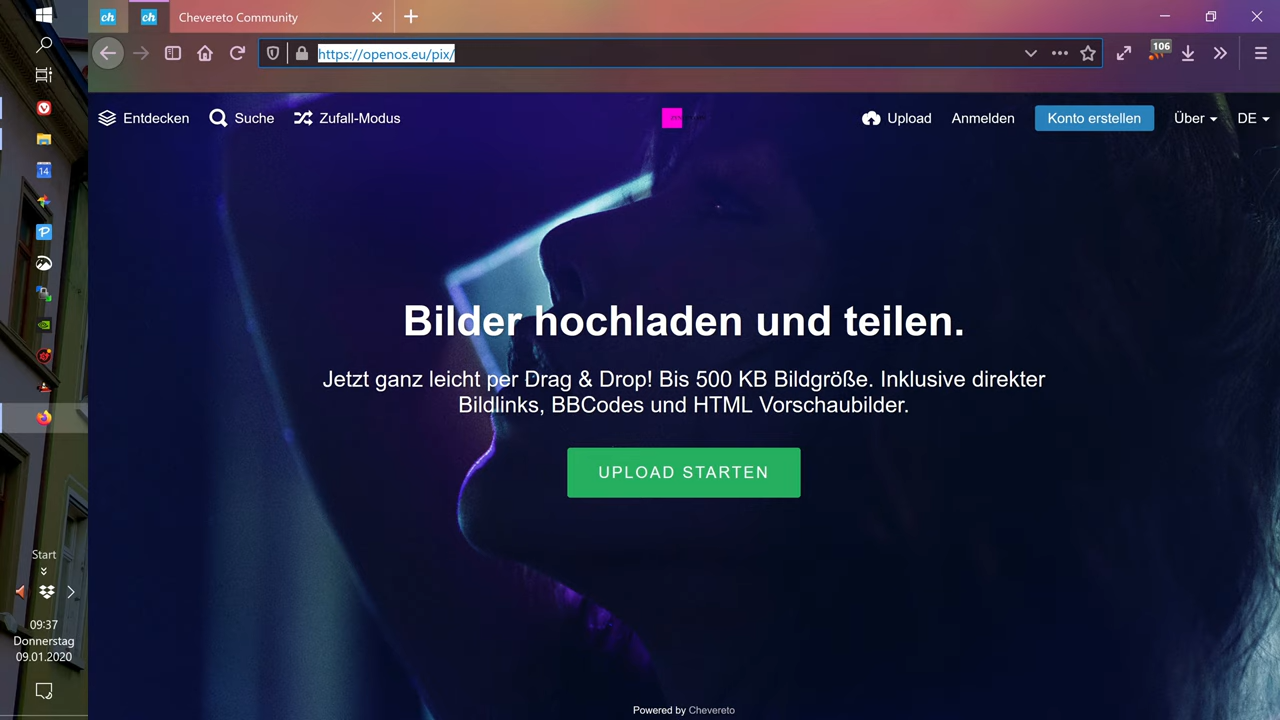 ch
ch
Chevereto Community
https://openos.eu/pix/
106
Entdecken
Suche
Zufall-Modus
Upload
Anmelden
Konto erstellen
Über
DE
14
Bilder hochladen und teilen.
Jetzt ganz leicht per Drag & Drop! Bis 500 KB Bildgröße. Inklusive direkter
Bildlinks, BBCodes und HTML Vorschaubilder.
UPLOAD STARTEN
Start
09:37
Donnerstag
09.01.2020
Powered by Chevereto